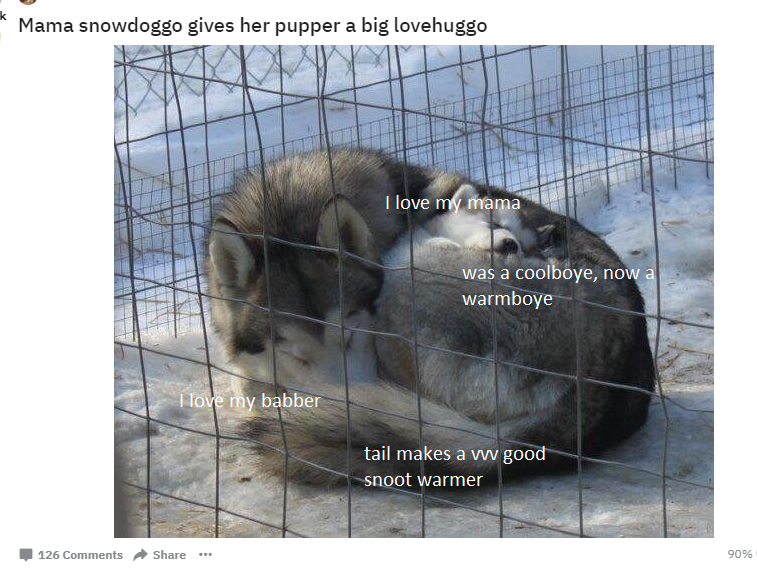 k
Mama snowdoggo gives her pupper a big lovehuggo
I love my mama
was a coolboye, now a
warmboye
I love my babber
tail makes a vvv good
snoot warmer
126 Comments Share ••• 90%